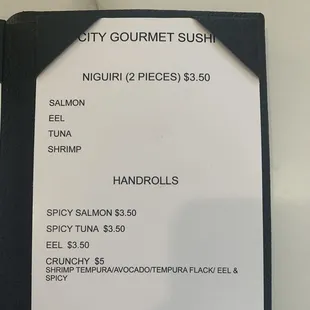 CITY GOURMET SUSHI
NIGUIRI (2 PIECES) $3.50
SALMON
EEL
TUNA
SHRIMP
HANDROLLS
SPICY SALMON $3.50
SPICY TUNA $3.50
EEL $3.50
CRUNCHY $5
SHRIMP TEMPURA/AVOCADO/TEMPURA FLACK/ EEL &
SPICY